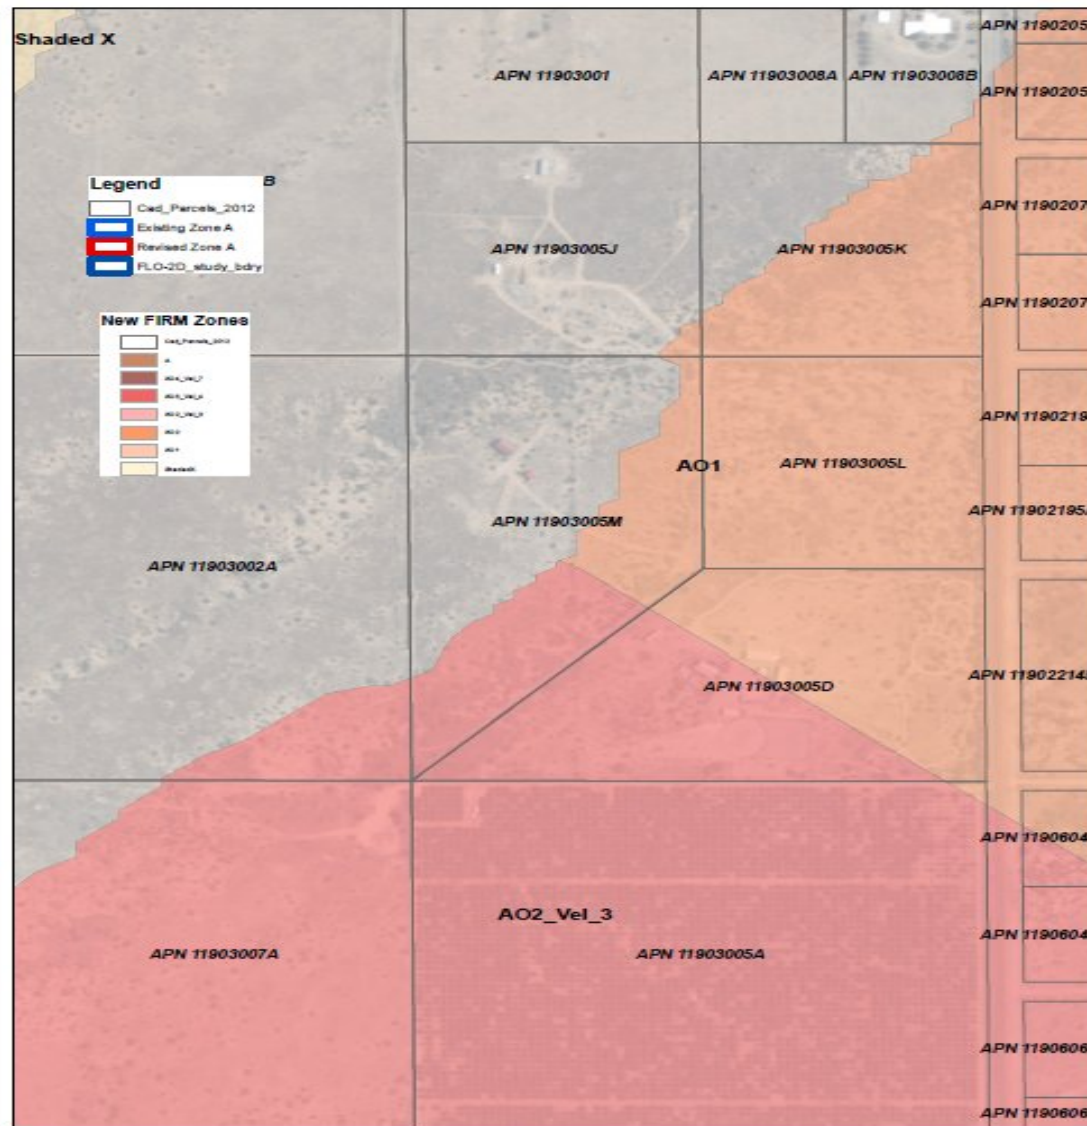 APN 1190205
Shaded X
APN 11903001
APN 11903008A
APN 11903008B
APN 1190205
Legend
B
Cad_Parcels_2012
Existing Zone A
Revised Zone A
FLO-2D_study_bdry
APN 1190207
APN 11903005J
APN 11903005K
New FIRM Zones
Cad_Parcels_2012
A
APN 1190207
AO1
APN 1190219
APN 11903005L
APN 11903005M
APN 11902195
APN 11903002A
APN 11903005D
APN 11902214
APN 1190604
AO2_Vel_3
APN 11903007A
APN 11903005A
APN 1190604
APN 1190606
APN 1190606